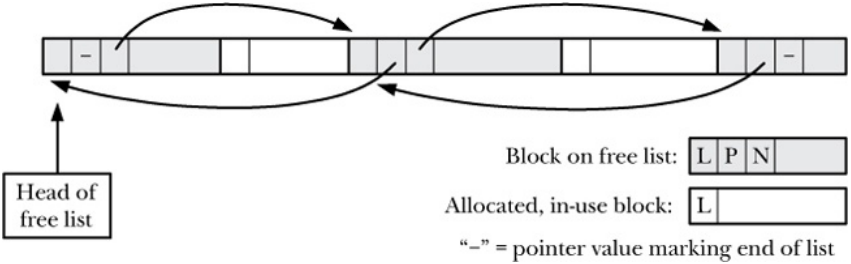 –
–
Block on free list: L P N
Head of
free list
Allocated, in-use block: L
“–” = pointer value marking end of list